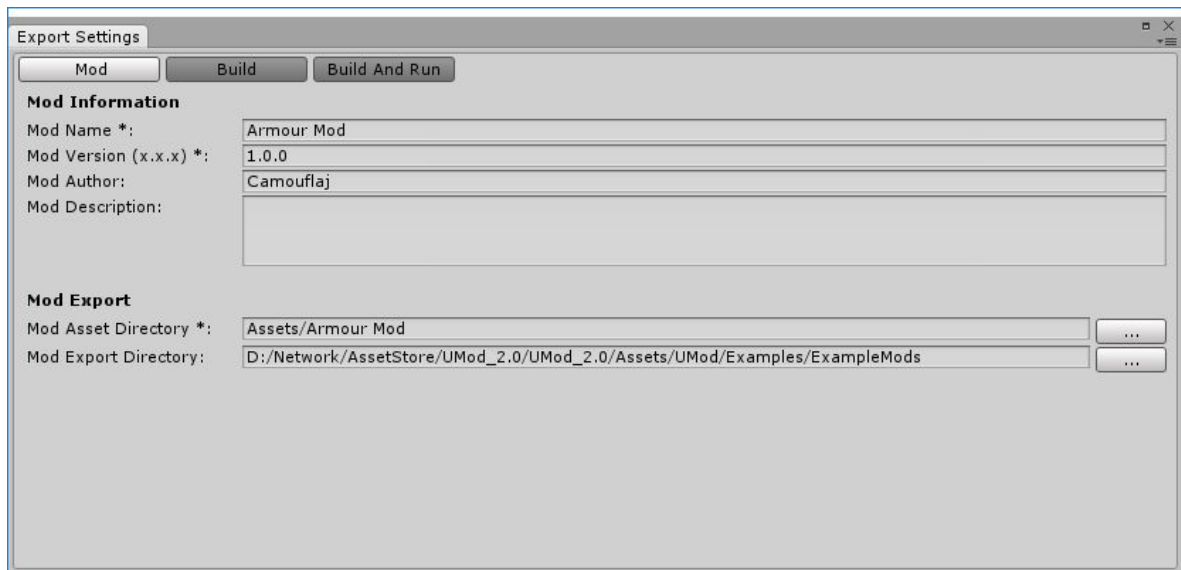 Export Settings
Mod Build Build And Run
Mod Information
Mod Name *: Armour Mod
Mod Version (x.x.x) *: 1.0.0
Mod Author: Camouflaj
Mod Description:
Mod Export
Mod Asset Directory *: Assets/Armour Mod ...
Mod Export Directory: D:/Network/AssetStore/UMod_2.0/UMod_2.0/Assets/UMod/Examples/ExampleMods ...